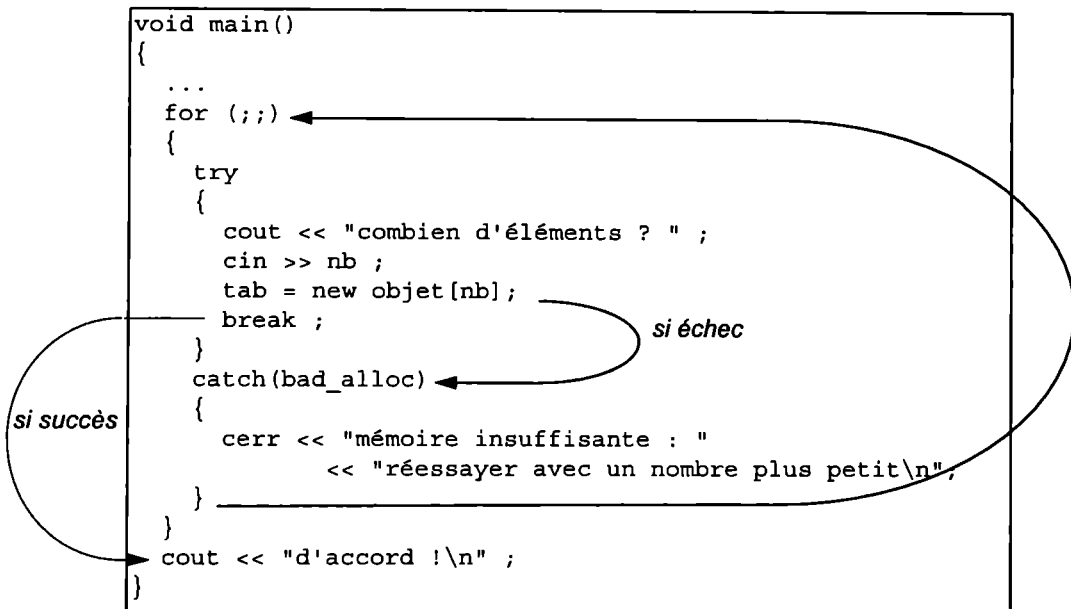 void main()
{
...
for (;;)
{
try
{
cout << "combien d'éléments ? " ;
cin >> nb ;
tab = new objet[nb];
break ;
si échec
}
catch(bad_alloc)
{
si succès
cerr << "mémoire insuffisante : "
<< "réessayer avec un nombre plus petit\n";
}
}
cout << "d'accord !\n" ;
}